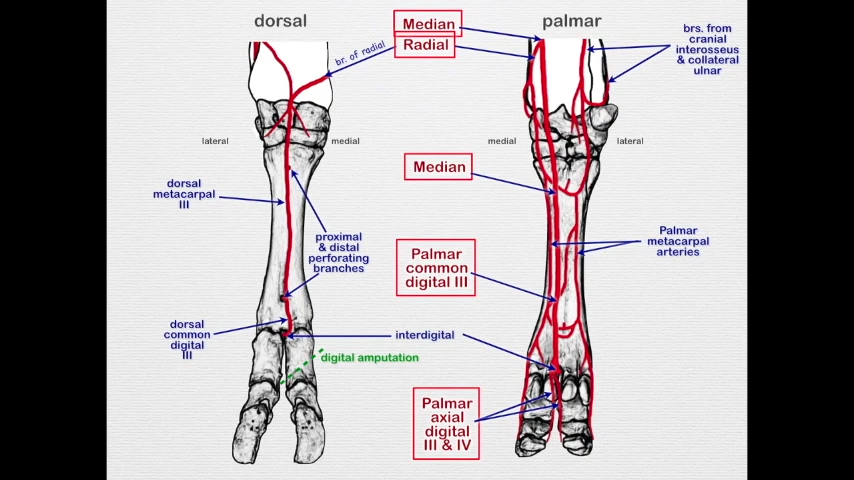 dorsal
palmar
Median
Radial
br. of radial
brs. from
cranial
interosseus
& collateral
ulnar
lateral
medial
medial
lateral
Median
dorsal
metacarpal
III
proximal
& distal
perforating
branches
Palmar
metacarpal
arteries
Palmar
common
digital III
dorsal
common
digital
III
interdigital
digital amputation
Palmar
axial
digital
III & IV